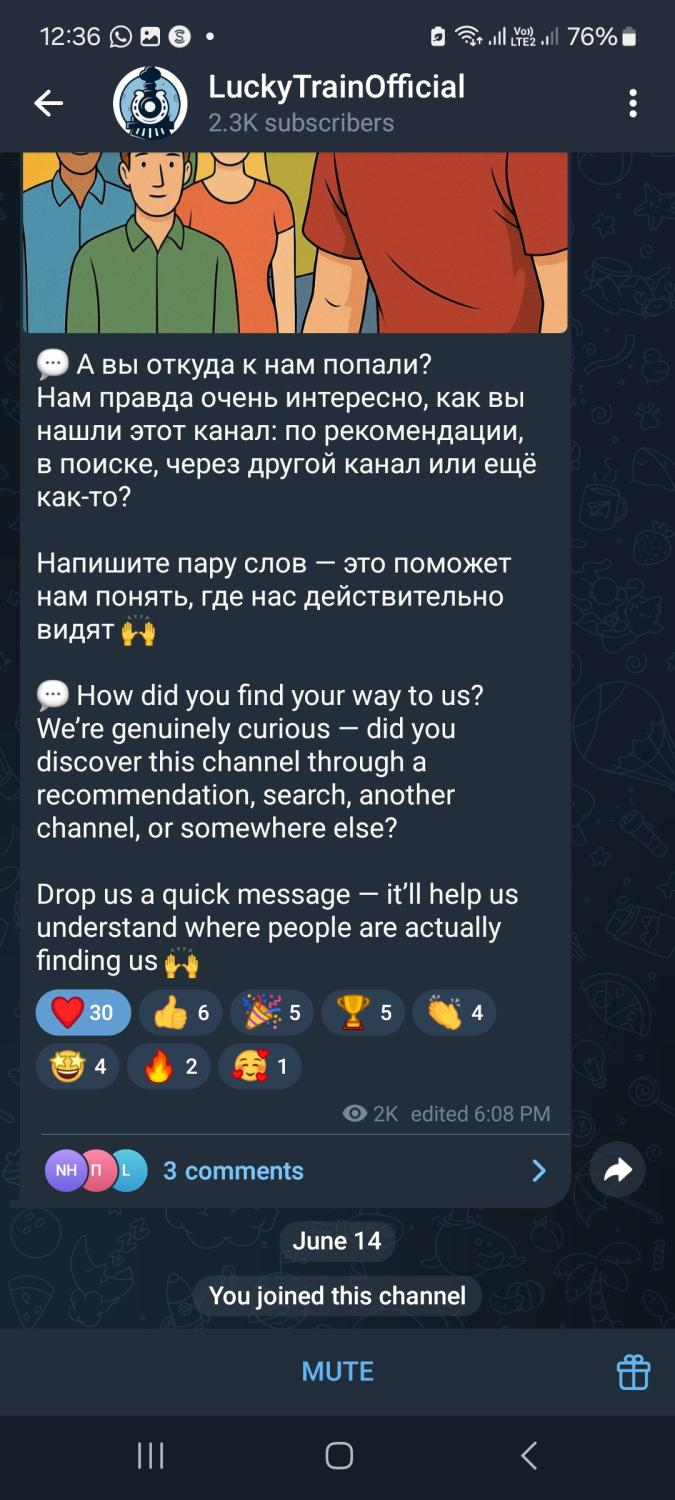 12:36
Vo)) LTE2
76%
LuckyTrainOfficial
2.3K subscribers
💬 А вы откуда к нам попали?
Нам правда очень интересно, как вы
нашли этот канал: по рекомендации,
в поиске, через другой канал или ещё
как-то?
Напишите пару слов — это поможет
нам понять, где нас действительно
видят 🙌
💬 How did you find your way to us?
We’re genuinely curious — did you
discover this channel through a
recommendation, search, another
channel, or somewhere else?
Drop us a quick message — it’ll help us
understand where people are actually
finding us 🙌
❤️ 30 👍 6 🎉 5 🏆 5 👏 4
🤩 4 🔥 2 🥰 1
2K edited 6:08 PM
NH П L 3 comments
June 14
You joined this channel
MUTE